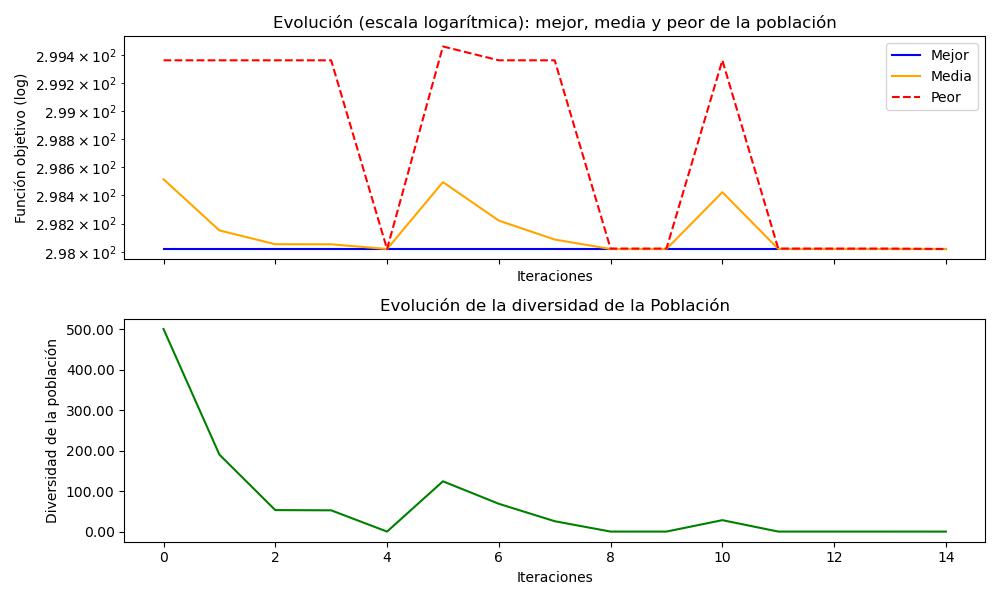 Evolución (escala logarítmica): mejor, media y peor de la población
Función objetivo (log)
2.994 × 10²
2.992 × 10²
2.99 × 10²
2.988 × 10²
2.986 × 10²
2.984 × 10²
2.982 × 10²
2.98 × 10²
Mejor
Media
Peor
Iteraciones
Evolución de la diversidad de la Población
Diversidad de la población
500.00
400.00
300.00
200.00
100.00
0.00
0 2 4 6 8 10 12 14
Iteraciones